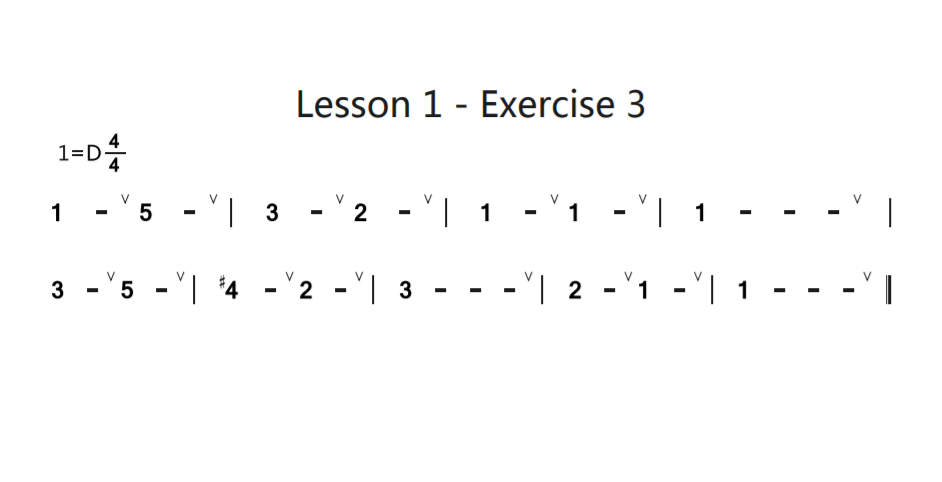 Lesson 1 - Exercise 3
1=D 4/4
1 - ∨ 5 - ∨ | 3 - ∨ 2 - ∨ | 1 - ∨ 1 - ∨ | 1 - - - ∨ |
3 - ∨ 5 - ∨ | ♯4 - ∨ 2 - ∨ | 3 - - - ∨ | 2 - ∨ 1 - ∨ | 1 - - - ∨ ‖